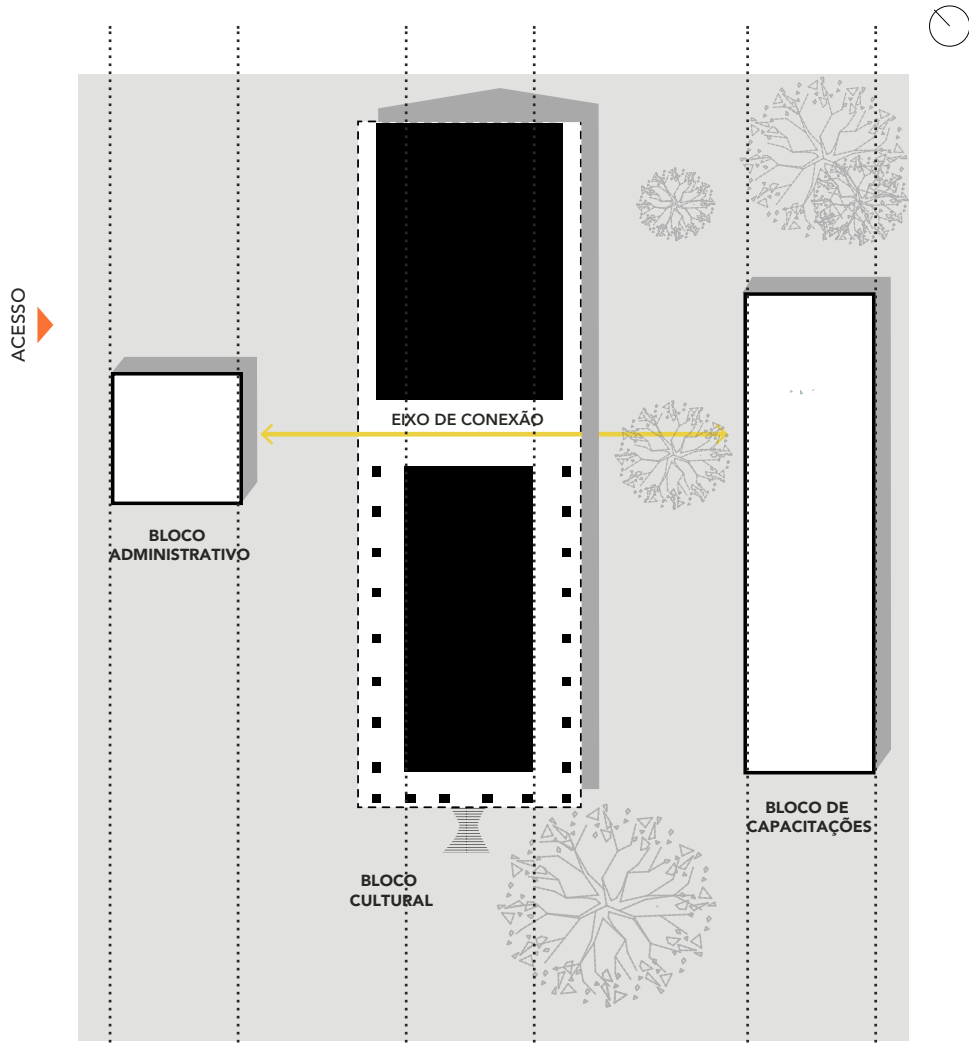 ACESSO
EIXO DE CONEXÃO
BLOCO
ADMINISTRATIVO
BLOCO DE
CAPACITAÇÕES
BLOCO
CULTURAL